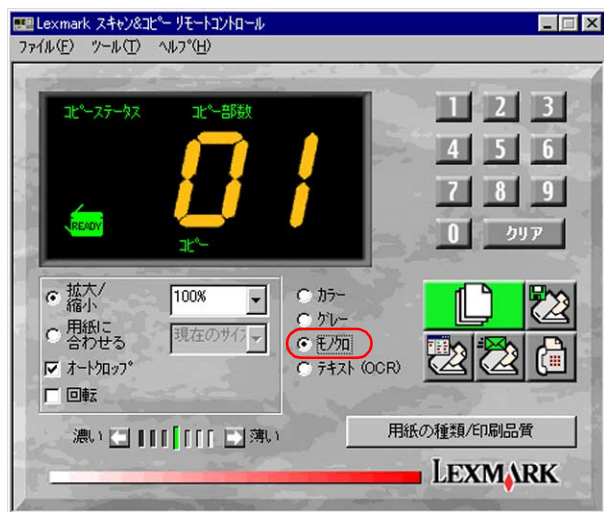 Lexmark スキャン&コピー リモートコントロール
ファイル(F) ツール(T) ヘルプ(H)
コピーステータス コピー部数
01
READY
コピー
1 2 3
4 5 6
7 8 9
0 クリア
拡大/
縮小
100%
用紙に
合わせる
現在のサイズ
オートクロップ
回転
カラー
グレー
モノクロ
テキスト (OCR)
濃い 薄い
用紙の種類/印刷品質
LEXMARK